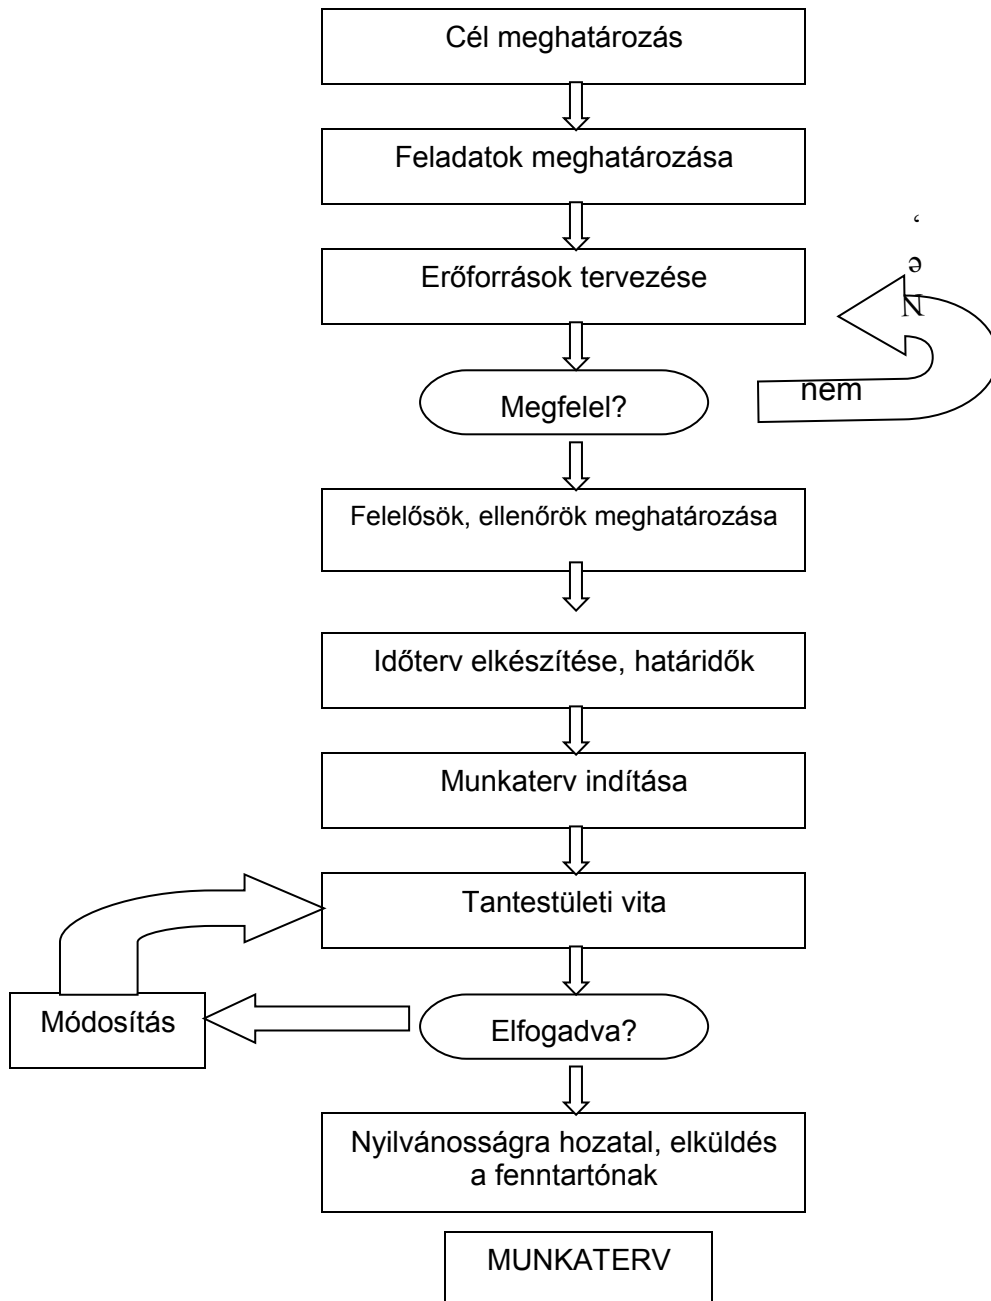 Cél meghatározás
Feladatok meghatározása
Erőforrások tervezése
Megfelel?
nem
Felelősök, ellenőrök meghatározása
Időterv elkészítése, határidők
Munkaterv indítása
Tantestületi vita
Módosítás
Elfogadva?
Nyilvánosságra hozatal, elküldés
a fenntartónak
MUNKATERV